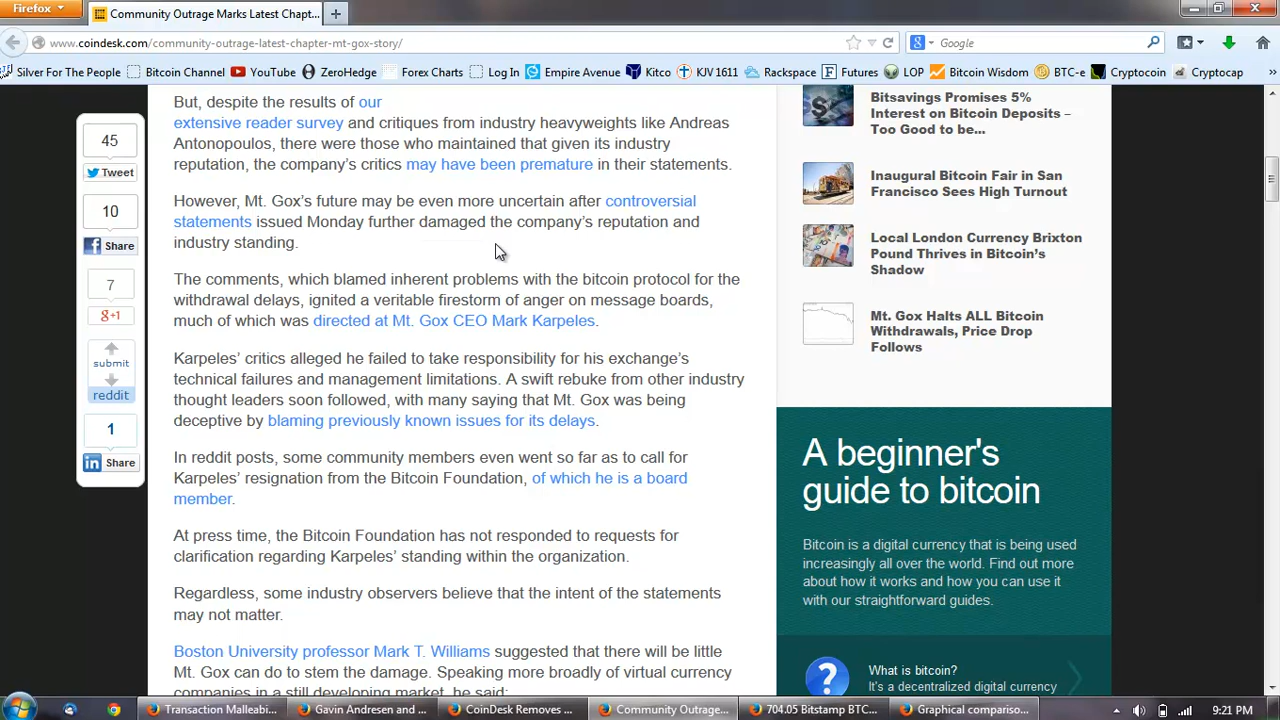 Firefox
Community Outrage Marks Latest Chapt...
www.coindesk.com/community-outrage-latest-chapter-mt-gox-story/
Google
Silver For The People
Bitcoin Channel
YouTube
ZeroHedge
Forex Charts
Log In
Empire Avenue
Kitco
KJV 1611
Rackspace
Futures
LOP
Bitcoin Wisdom
BTC-e
Cryptocoin
Cryptocap
»
45
Tweet
10
Share
7
+1
submit
reddit
1
Share
But, despite the results of our
extensive reader survey and critiques from industry heavyweights like Andreas
Antonopoulos, there were those who maintained that given its industry
reputation, the company's critics may have been premature in their statements.
However, Mt. Gox's future may be even more uncertain after controversial
statements issued Monday further damaged the company's reputation and
industry standing.
The comments, which blamed inherent problems with the bitcoin protocol for the
withdrawal delays, ignited a veritable firestorm of anger on message boards,
much of which was directed at Mt. Gox CEO Mark Karpeles.
Karpeles' critics alleged he failed to take responsibility for his exchange's
technical failures and management limitations. A swift rebuke from other industry
thought leaders soon followed, with many saying that Mt. Gox was being
deceptive by blaming previously known issues for its delays.
In reddit posts, some community members even went so far as to call for
Karpeles' resignation from the Bitcoin Foundation, of which he is a board
member.
At press time, the Bitcoin Foundation has not responded to requests for
clarification regarding Karpeles' standing within the organization.
Regardless, some industry observers believe that the intent of the statements
may not matter.
Boston University professor Mark T. Williams suggested that there will be little
Mt. Gox can do to stem the damage. Speaking more broadly of virtual currency
companies in a still developing market, he said:
Bitsavings Promises 5%
Interest on Bitcoin Deposits –
Too Good to be...
Inaugural Bitcoin Fair in San
Francisco Sees High Turnout
Local London Currency Brixton
Pound Thrives in Bitcoin's
Shadow
Mt. Gox Halts ALL Bitcoin
Withdrawals, Price Drop
Follows
A beginner's
guide to bitcoin
Bitcoin is a digital currency that is being used
increasingly all over the world. Find out more
about how it works and how you can use it
with our straightforward guides.
What is bitcoin?
It's a decentralized digital currency
Transaction Malleabi...
Gavin Andresen and ...
CoinDesk Removes ...
Community Outrage...
704.05 Bitstamp BTC...
Graphical compariso...
9:21 PM